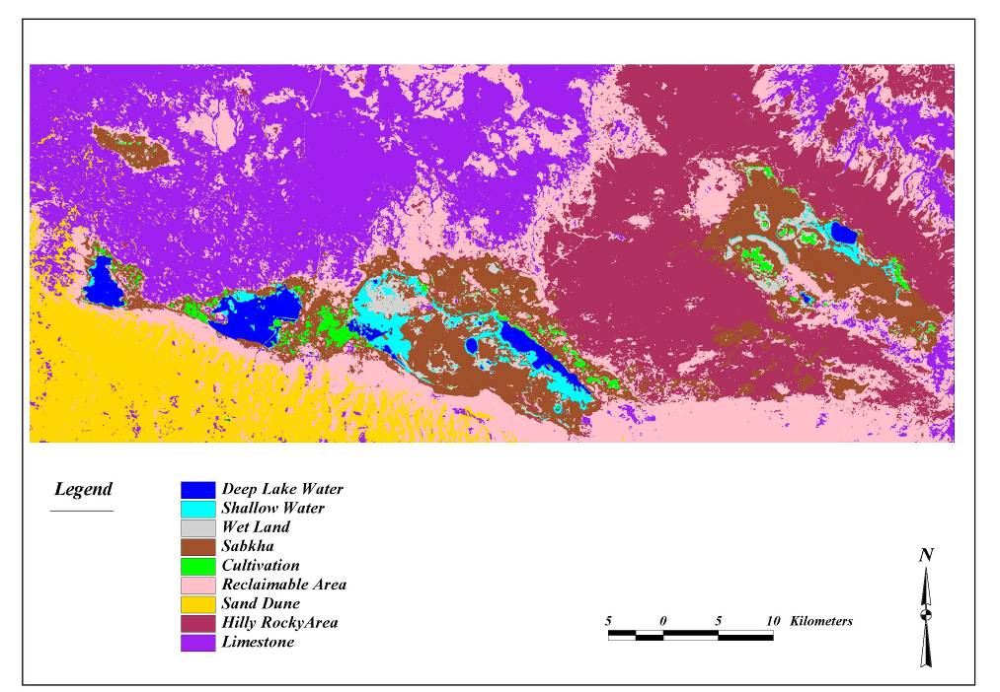 Legend
Deep Lake Water
Shallow Water
Wet Land
Sabkha
Cultivation
Reclaimable Area
Sand Dune
Hilly RockyArea
Limestone
N
5 0 5 10 Kilometers